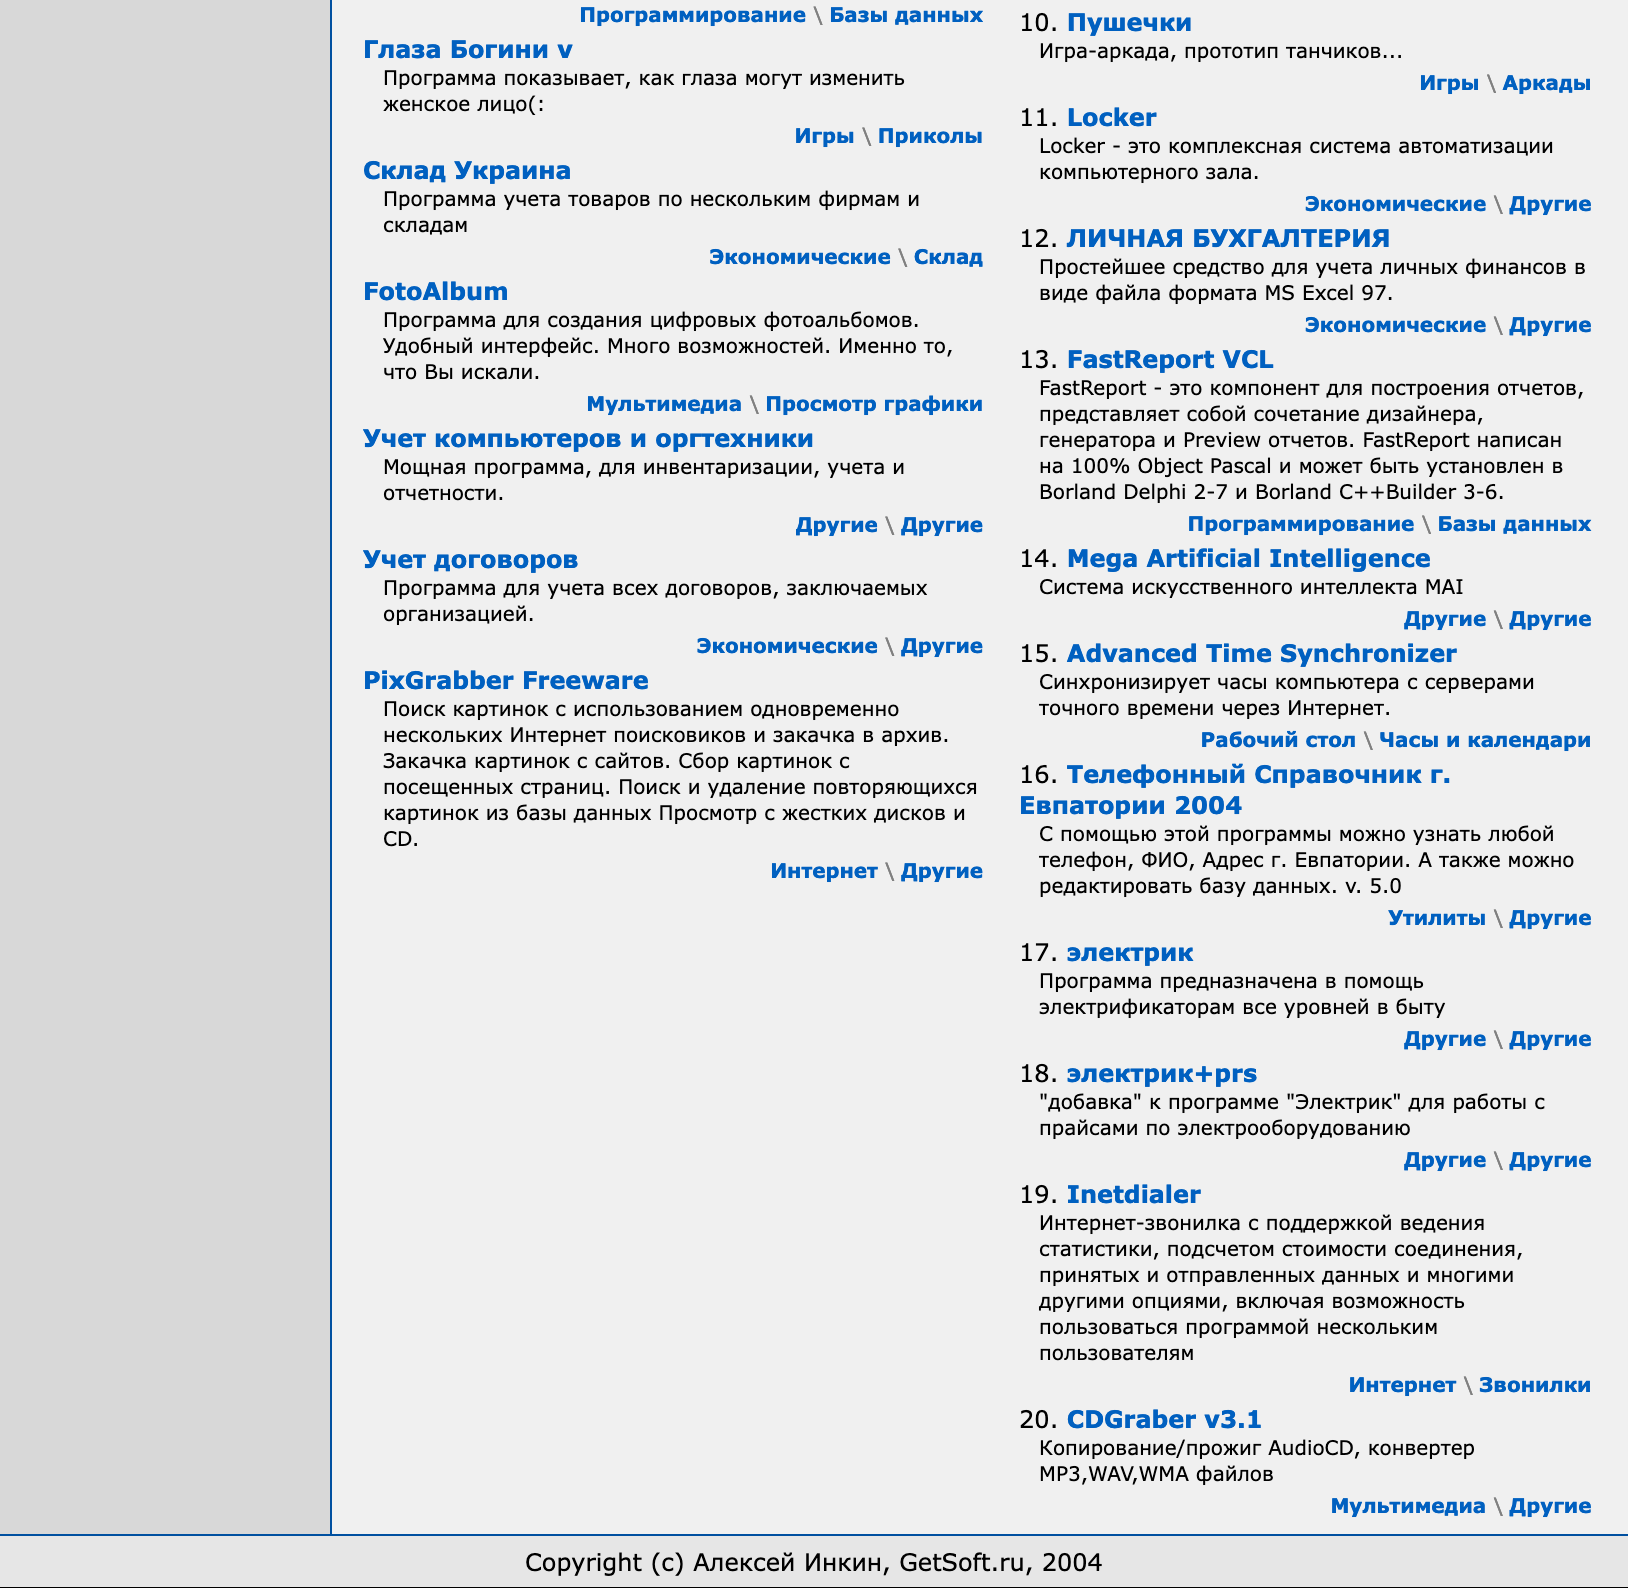 Программирование \ Базы данных
Глаза Богини v
Программа показывает, как глаза могут изменить
женское лицо(:
Игры \ Приколы
Склад Украина
Программа учета товаров по нескольким фирмам и
складам
Экономические \ Склад
FotoAlbum
Программа для создания цифровых фотоальбомов.
Удобный интерфейс. Много возможностей. Именно то,
что Вы искали.
Мультимедиа \ Просмотр графики
Учет компьютеров и оргтехники
Мощная программа, для инвентаризации, учета и
отчетности.
Другие \ Другие
Учет договоров
Программа для учета всех договоров, заключаемых
организацией.
Экономические \ Другие
PixGrabber Freeware
Поиск картинок с использованием одновременно
нескольких Интернет поисковиков и закачка в архив.
Закачка картинок с сайтов. Сбор картинок с
посещенных страниц. Поиск и удаление повторяющихся
картинок из базы данных Просмотр с жестких дисков и
CD.
Интернет \ Другие
10. Пушечки
Игра-аркада, прототип танчиков...
Игры \ Аркады
11. Locker
Locker - это комплексная система автоматизации
компьютерного зала.
Экономические \ Другие
12. ЛИЧНАЯ БУХГАЛТЕРИЯ
Простейшее средство для учета личных финансов в
виде файла формата MS Excel 97.
Экономические \ Другие
13. FastReport VCL
FastReport - это компонент для построения отчетов,
представляет собой сочетание дизайнера,
генератора и Preview отчетов. FastReport написан
на 100% Object Pascal и может быть установлен в
Borland Delphi 2-7 и Borland C++Builder 3-6.
Программирование \ Базы данных
14. Mega Artificial Intelligence
Система искусственного интеллекта MAI
Другие \ Другие
15. Advanced Time Synchronizer
Синхронизирует часы компьютера с серверами
точного времени через Интернет.
Рабочий стол \ Часы и календари
16. Телефонный Справочник г.
Евпатории 2004
С помощью этой программы можно узнать любой
телефон, ФИО, Адрес г. Евпатории. А также можно
редактировать базу данных. v. 5.0
Утилиты \ Другие
17. электрик
Программа предназначена в помощь
электрификаторам все уровней в быту
Другие \ Другие
18. электрик+prs
"добавка" к программе "Электрик" для работы с
прайсами по электрооборудованию
Другие \ Другие
19. Inetdialer
Интернет-звонилка с поддержкой ведения
статистики, подсчетом стоимости соединения,
принятых и отправленных данных и многими
другими опциями, включая возможность
пользоваться программой нескольким
пользователям
Интернет \ Звонилки
20. CDGraber v3.1
Копирование/прожиг AudioCD, конвертер
MP3,WAV,WMA файлов
Мультимедиа \ Другие
Copyright (c) Алексей Инкин, GetSoft.ru, 2004